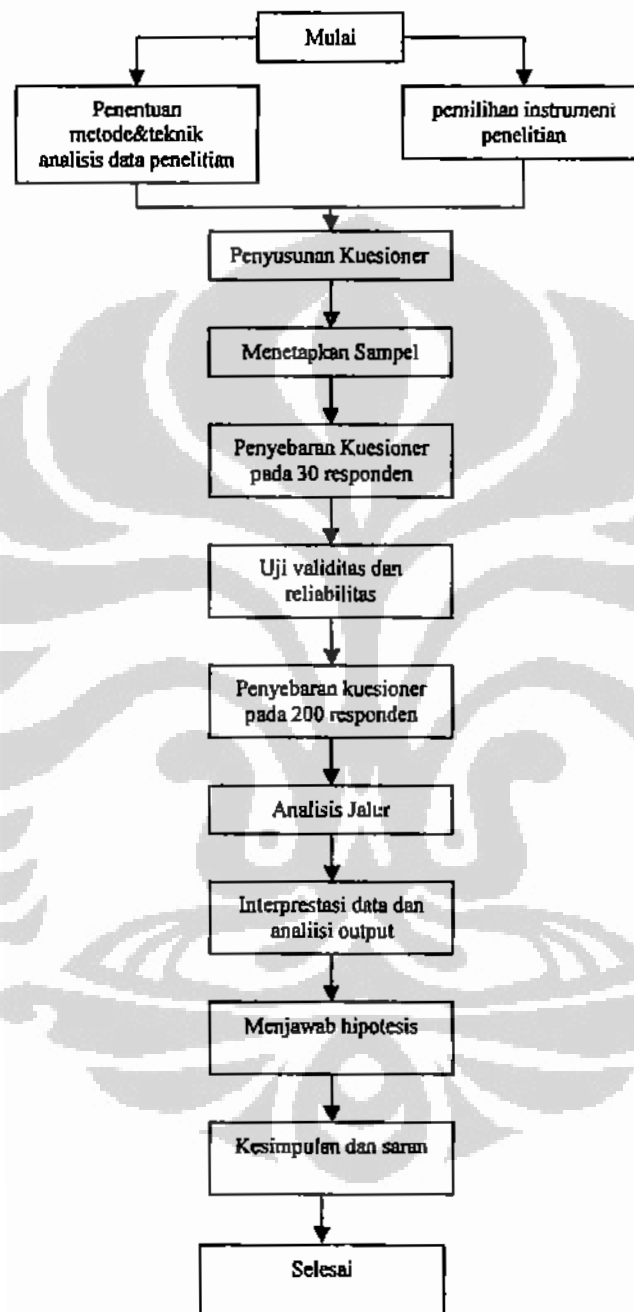 Mulai
Penentuan
metode&teknik
analisis data penelitian
pemilihan instrument
penelitian
Penyusunan Kuesioner
Menetapkan Sampel
Penyebaran Kuesioner
pada 30 responden
Uji validitas dan
reliabilitas
Penyebaran kuesioner
pada 200 responden
Analisis Jalur
Interprestasi data dan
analiisi output
Menjawab hipotesis
Kesimpulan dan saran
Selesai